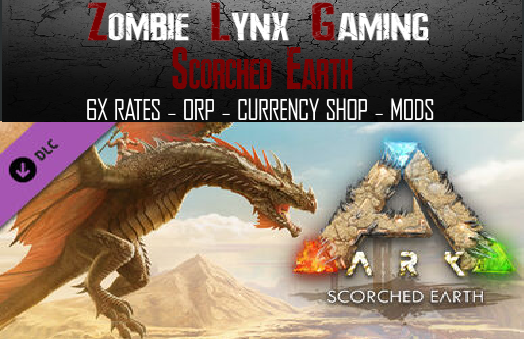 Zombie Lynx Gaming
Scorched Earth
6X RATES - ORP - CURRENCY SHOP - MODS
DLC
ARK
SCORCHED EARTH